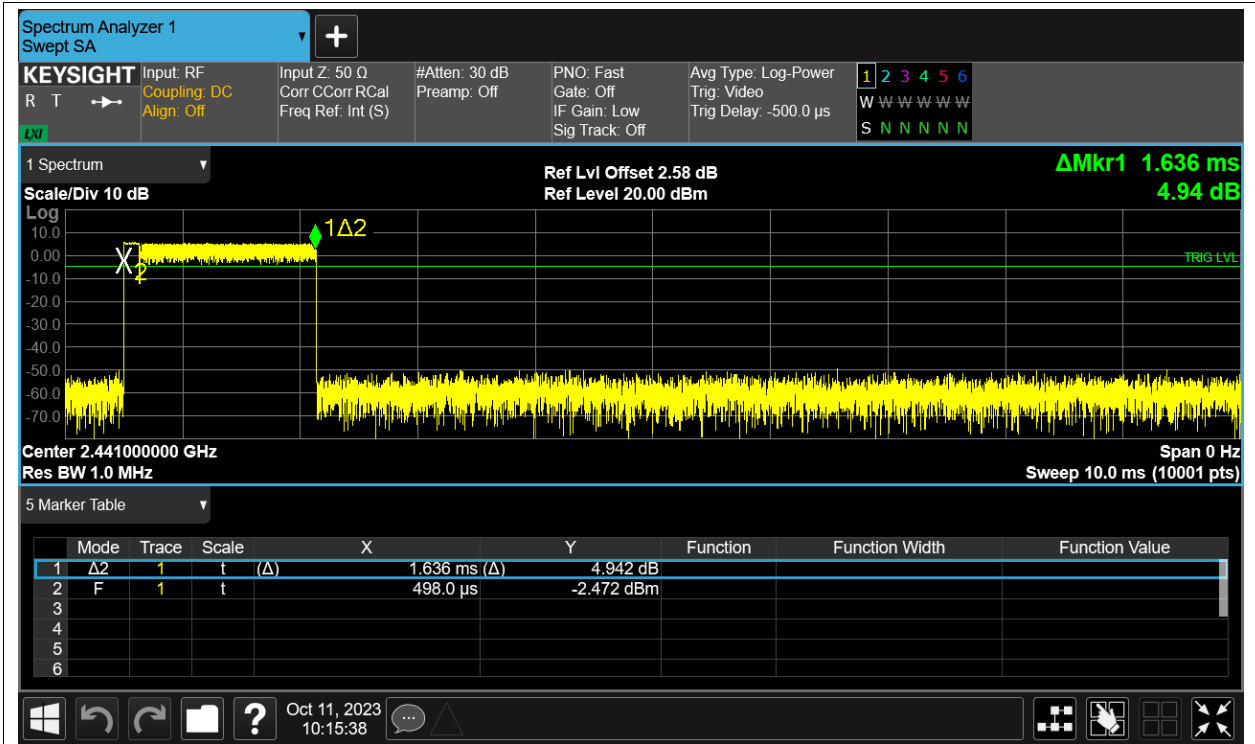 Spectrum Analyzer 1
Swept SA
+
KEYSIGHT
R T
LXI
Input: RF
Coupling: DC
Align: Off
Input Z: 50 Ω
Corr CCorr RCal
Freq Ref: Int (S)
#Atten: 30 dB
Preamp: Off
PNO: Fast
Gate: Off
IF Gain: Low
Sig Track: Off
Avg Type: Log-Power
Trig: Video
Trig Delay: -500.0 µs
1 2 3 4 5 6
W W W W W W
S N N N N N
1 Spectrum
Scale/Div 10 dB
Ref Lvl Offset 2.58 dB
Ref Level 20.00 dBm
ΔMkr1 1.636 ms
4.94 dB
Log
10.0
0.00
-10.0
-20.0
-30.0
-40.0
-50.0
-60.0
-70.0
1Δ2
X
2
TRIG LVL
Center 2.441000000 GHz
Span 0 Hz
Res BW 1.0 MHz
Sweep 10.0 ms (10001 pts)
5 Marker Table
Mode Trace Scale X Y Function Function Width Function Value
1 Δ2 1 t (Δ) 1.636 ms (Δ) 4.942 dB
2 F 1 t 498.0 µs -2.472 dBm
3
4
5
6
?
Oct 11, 2023
10:15:38